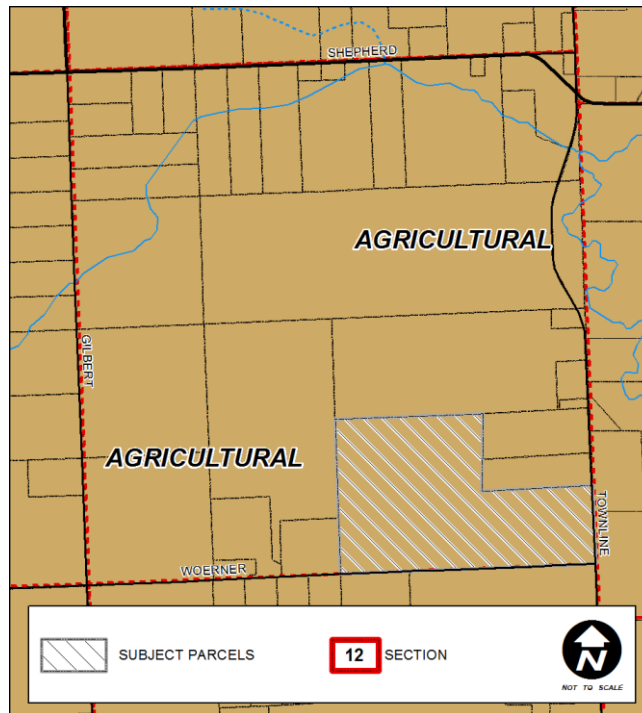 SHEPHERD
AGRICULTURAL
GILBERT
AGRICULTURAL
TOWNLINE
WOERNER
SUBJECT PARCELS
12 SECTION
N
NOT TO SCALE